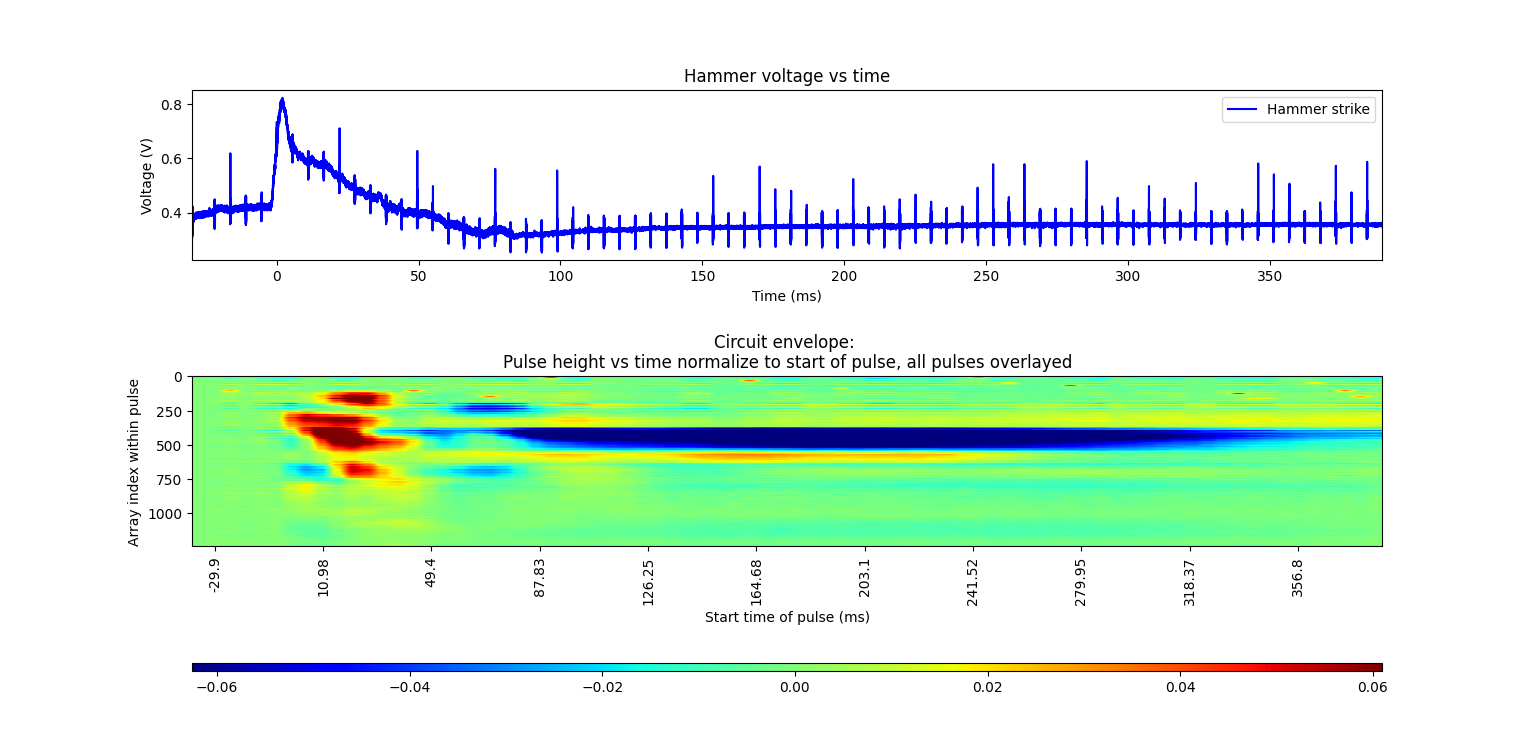 Hammer voltage vs time
Hammer strike
Voltage (V)
0.8
0.6
0.4
0 50 100 150 200 250 300 350
Time (ms)
Circuit envelope:
Pulse height vs time normalize to start of pulse, all pulses overlayed
Array index within pulse
0
250
500
750
1000
-29.9 10.98 49.4 87.83 126.25 164.68 203.1 241.52 279.95 318.37 356.8
Start time of pulse (ms)
−0.06 −0.04 −0.02 0.00 0.02 0.04 0.06